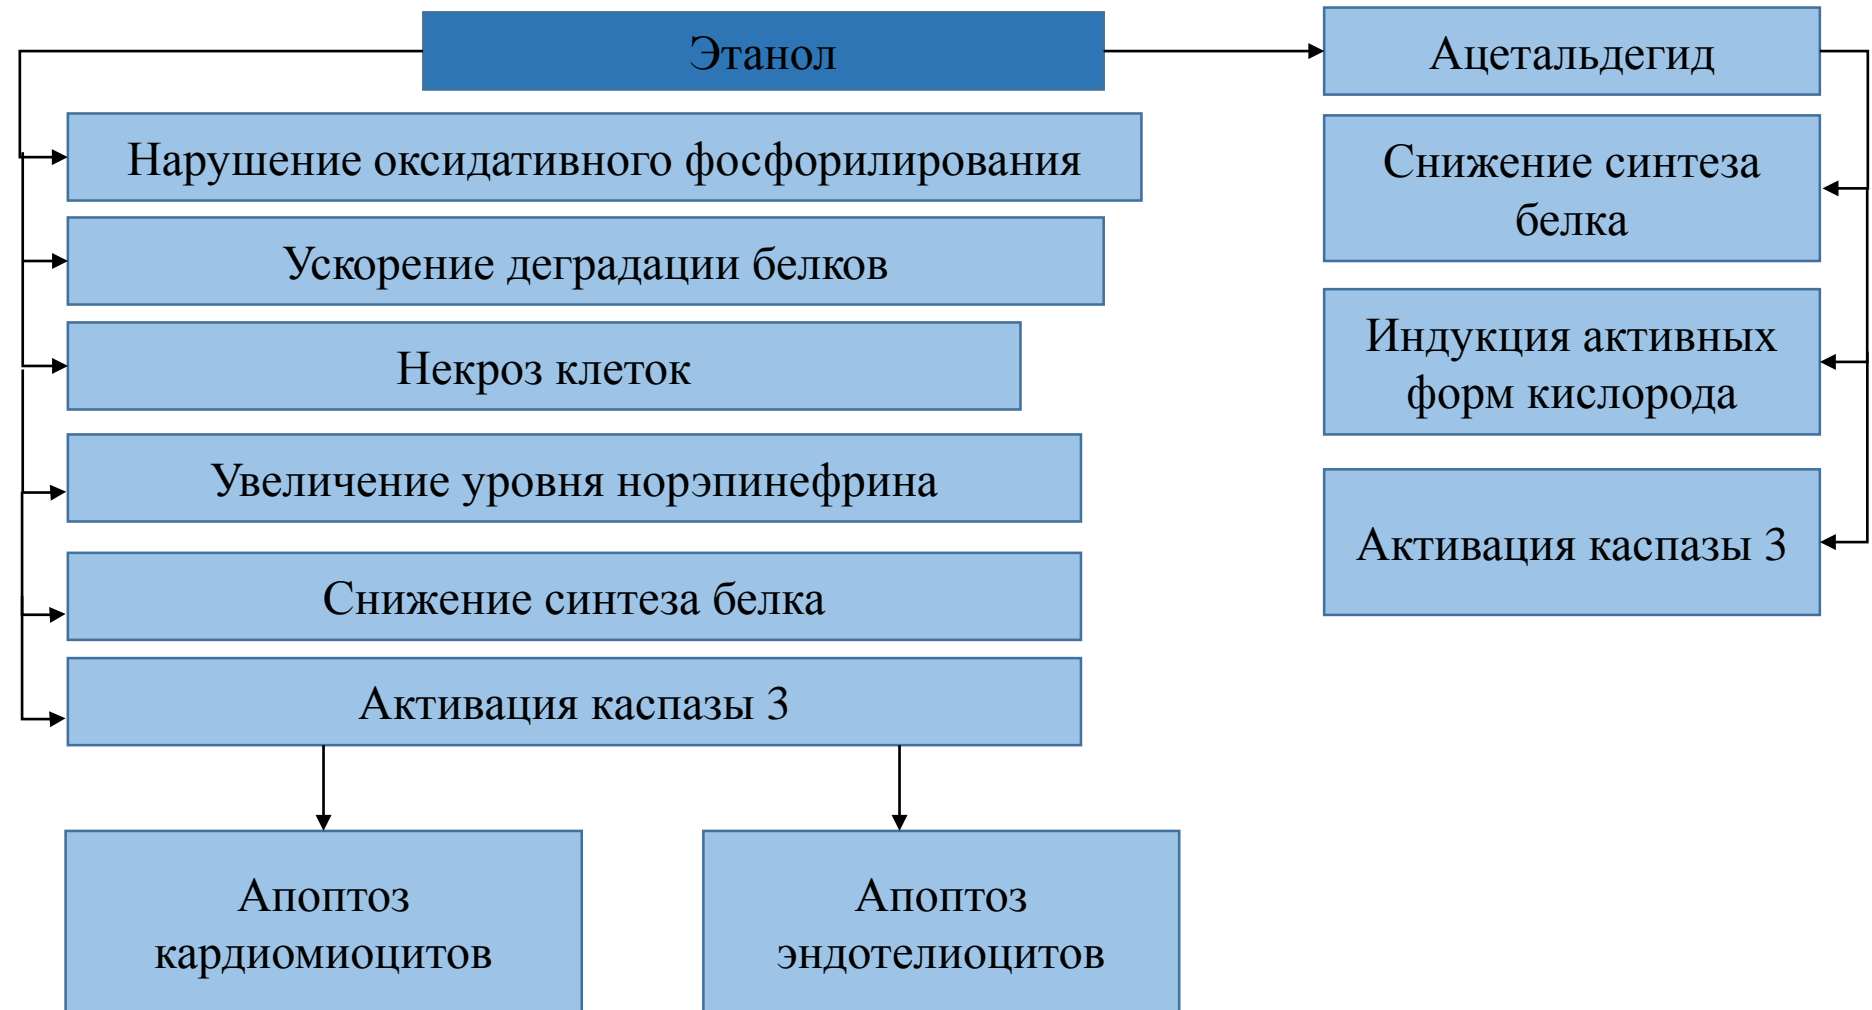 Этанол
Ацетальдегид
Нарушение оксидативного фосфорилирования
Ускорение деградации белков
Некроз клеток
Увеличение уровня норэпинефрина
Снижение синтеза белка
Активация каспазы 3
Апоптоз
кардиомиоцитов
Апоптоз
эндотелиоцитов
Снижение синтеза
белка
Индукция активных
форм кислорода
Активация каспазы 3